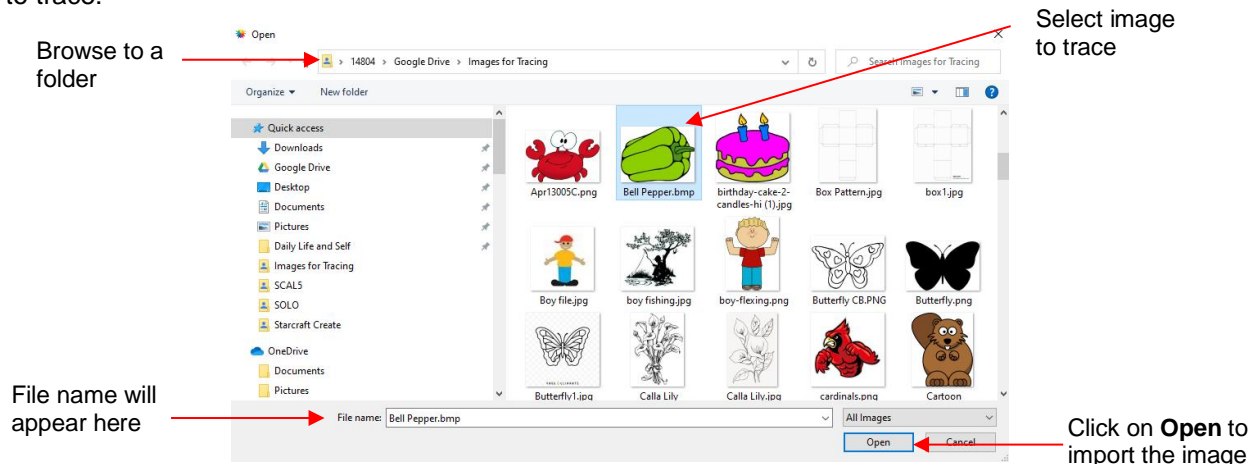 to trace.
Select image
to trace
Browse to a
folder
Open
14804 > Google Drive > Images for Tracing
Search Images for Tracing
Organize
New folder
Quick access
Downloads
Google Drive
Desktop
Documents
Pictures
Daily Life and Self
Images for Tracing
SCAL5
SOLO
Starcraft Create
OneDrive
Documents
Pictures
Apr13005C.png
Bell Pepper.bmp
birthday-cake-2-
candles-hi (1).jpg
Box Pattern.jpg
box1.jpg
Boy file.jpg
boy fishing.jpg
boy-flexing.png
Butterfly CB.PNG
Butterfly.png
Butterfly1.jpg
Calla Lily
Calla Lily.jpg
cardinals.png
Cartoon
File name will
appear here
File name:
Bell Pepper.bmp
All Images
Open
Cancel
Click on Open to
import the image